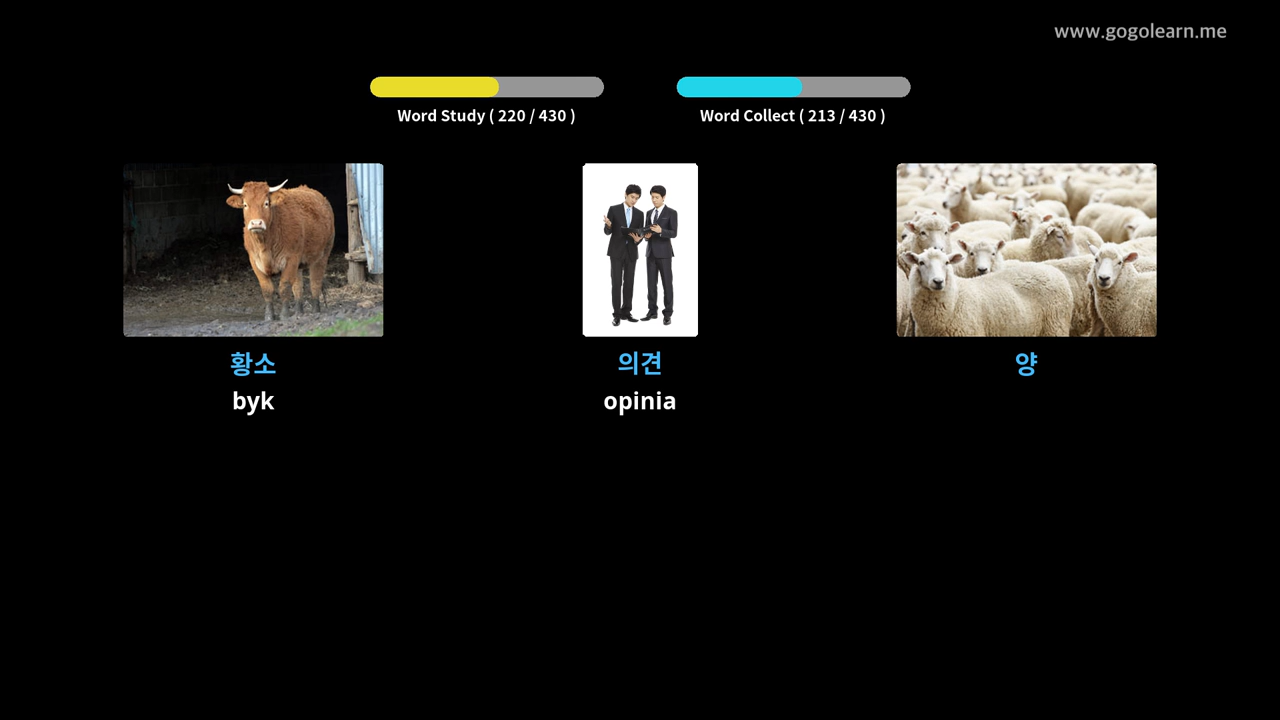 www.gogolearn.me
Word Study ( 220 / 430 )
Word Collect ( 213 / 430 )
황소
의견
양
byk
opinia